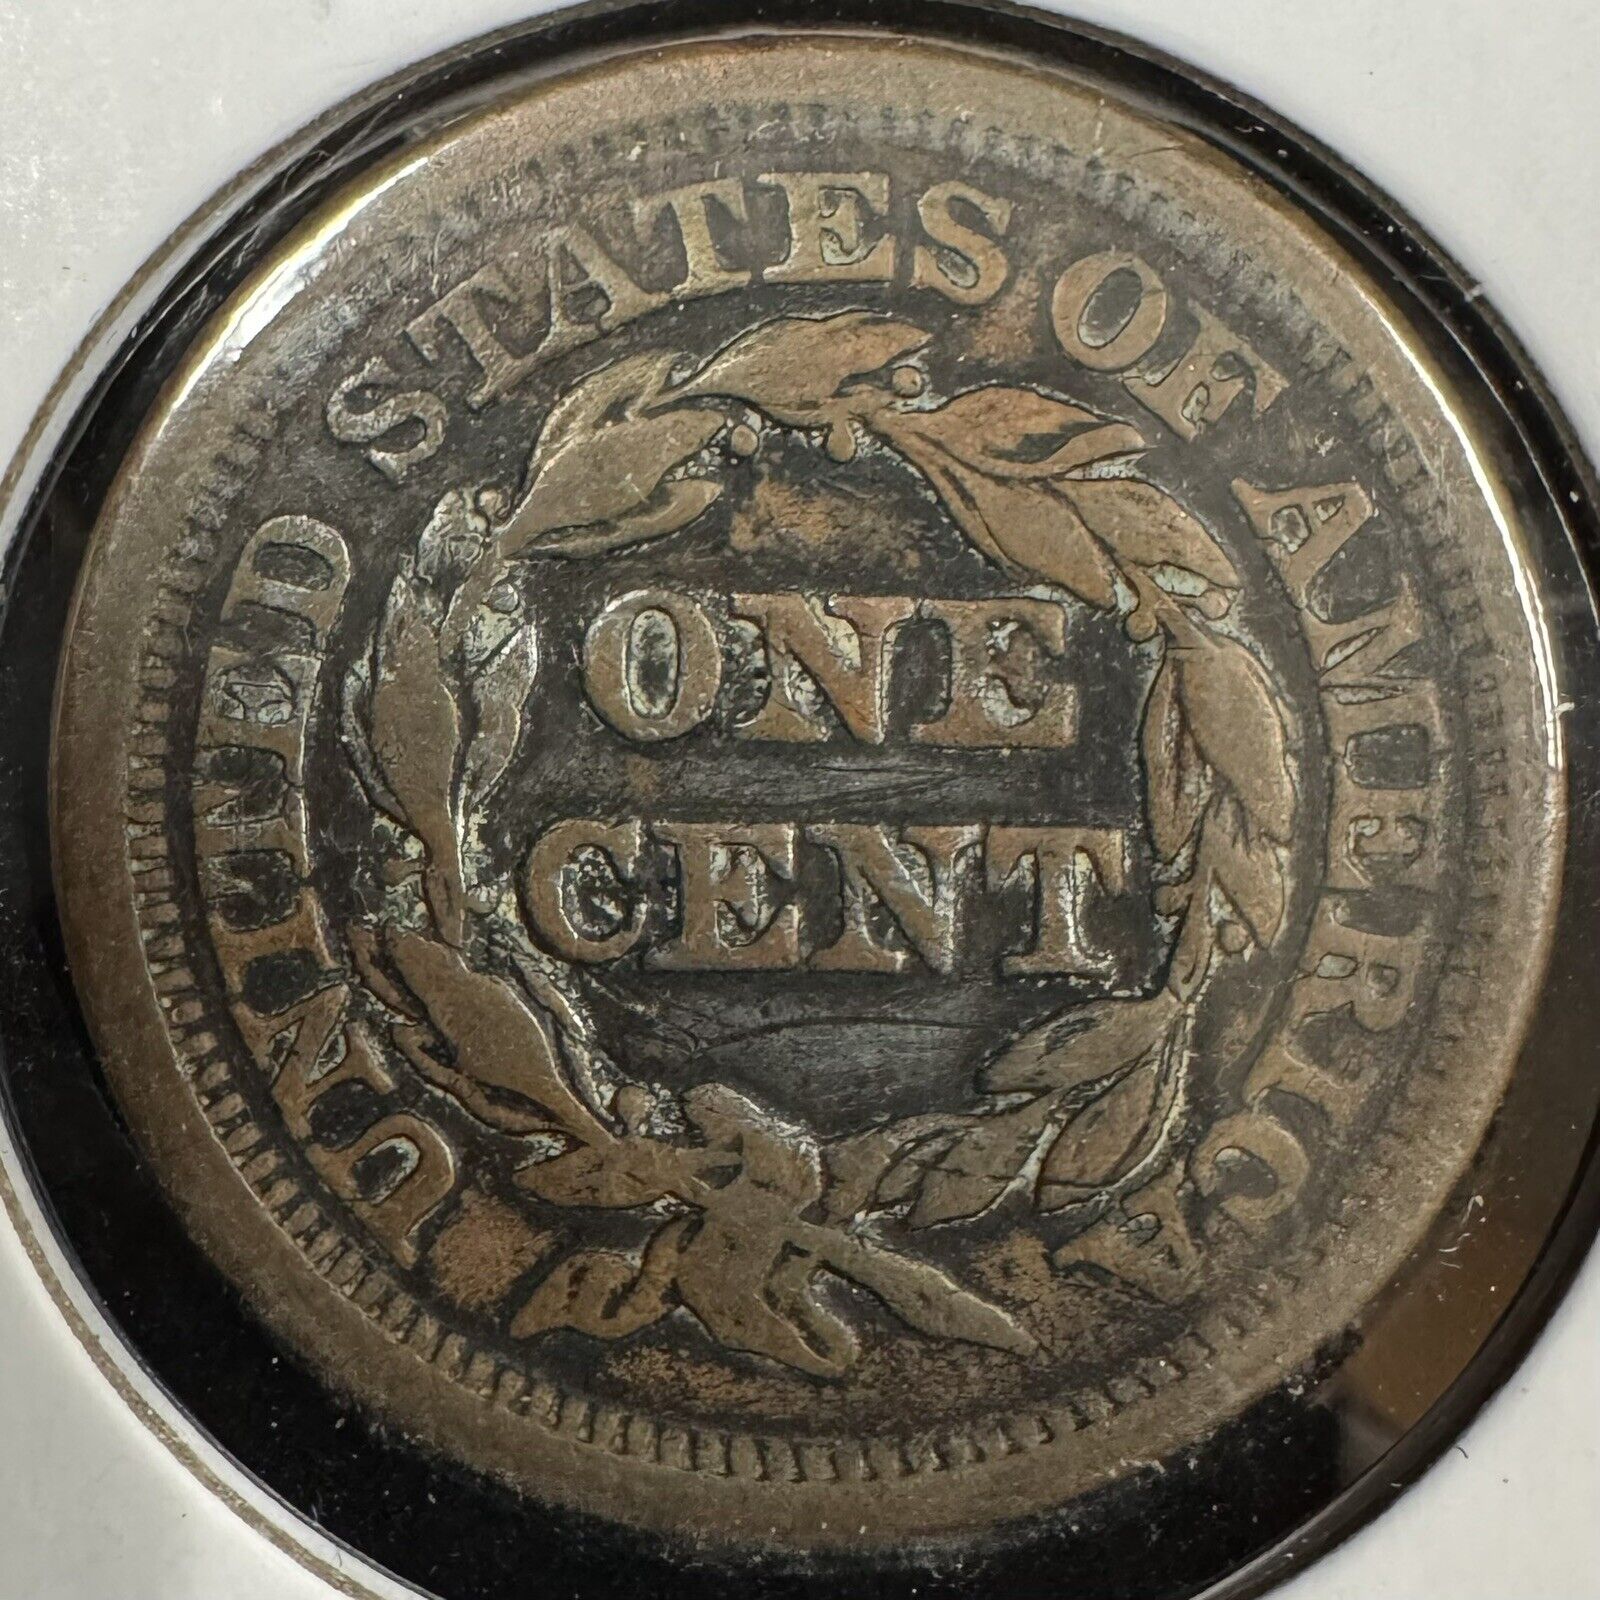 UNITED STATES OF AMERICA
ONE
CENT